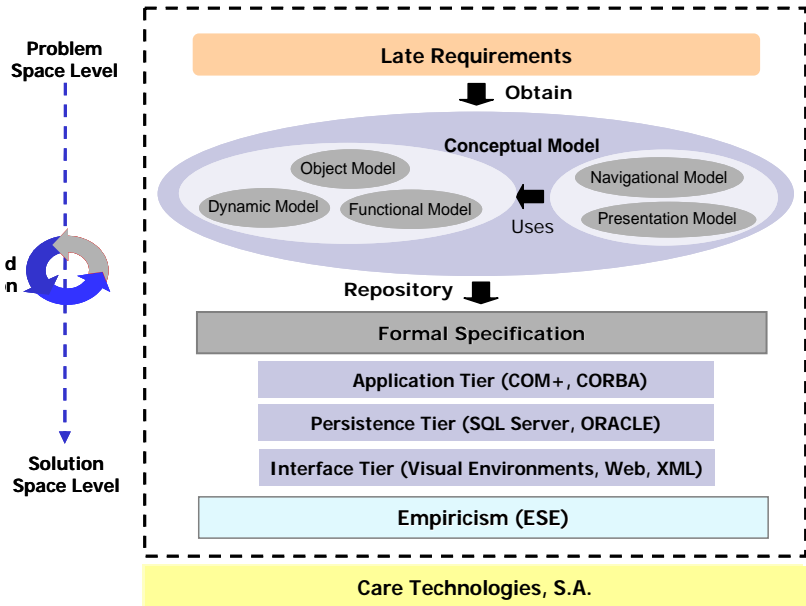 Problem
Space Level
Late Requirements
Obtain
Conceptual Model
Object Model
Navigational Model
Dynamic Model
Functional Model
Presentation Model
Uses
d
n
Repository
Formal Specification
Application Tier (COM+, CORBA)
Persistence Tier (SQL Server, ORACLE)
Interface Tier (Visual Environments, Web, XML)
Solution
Space Level
Empiricism (ESE)
Care Technologies, S.A.